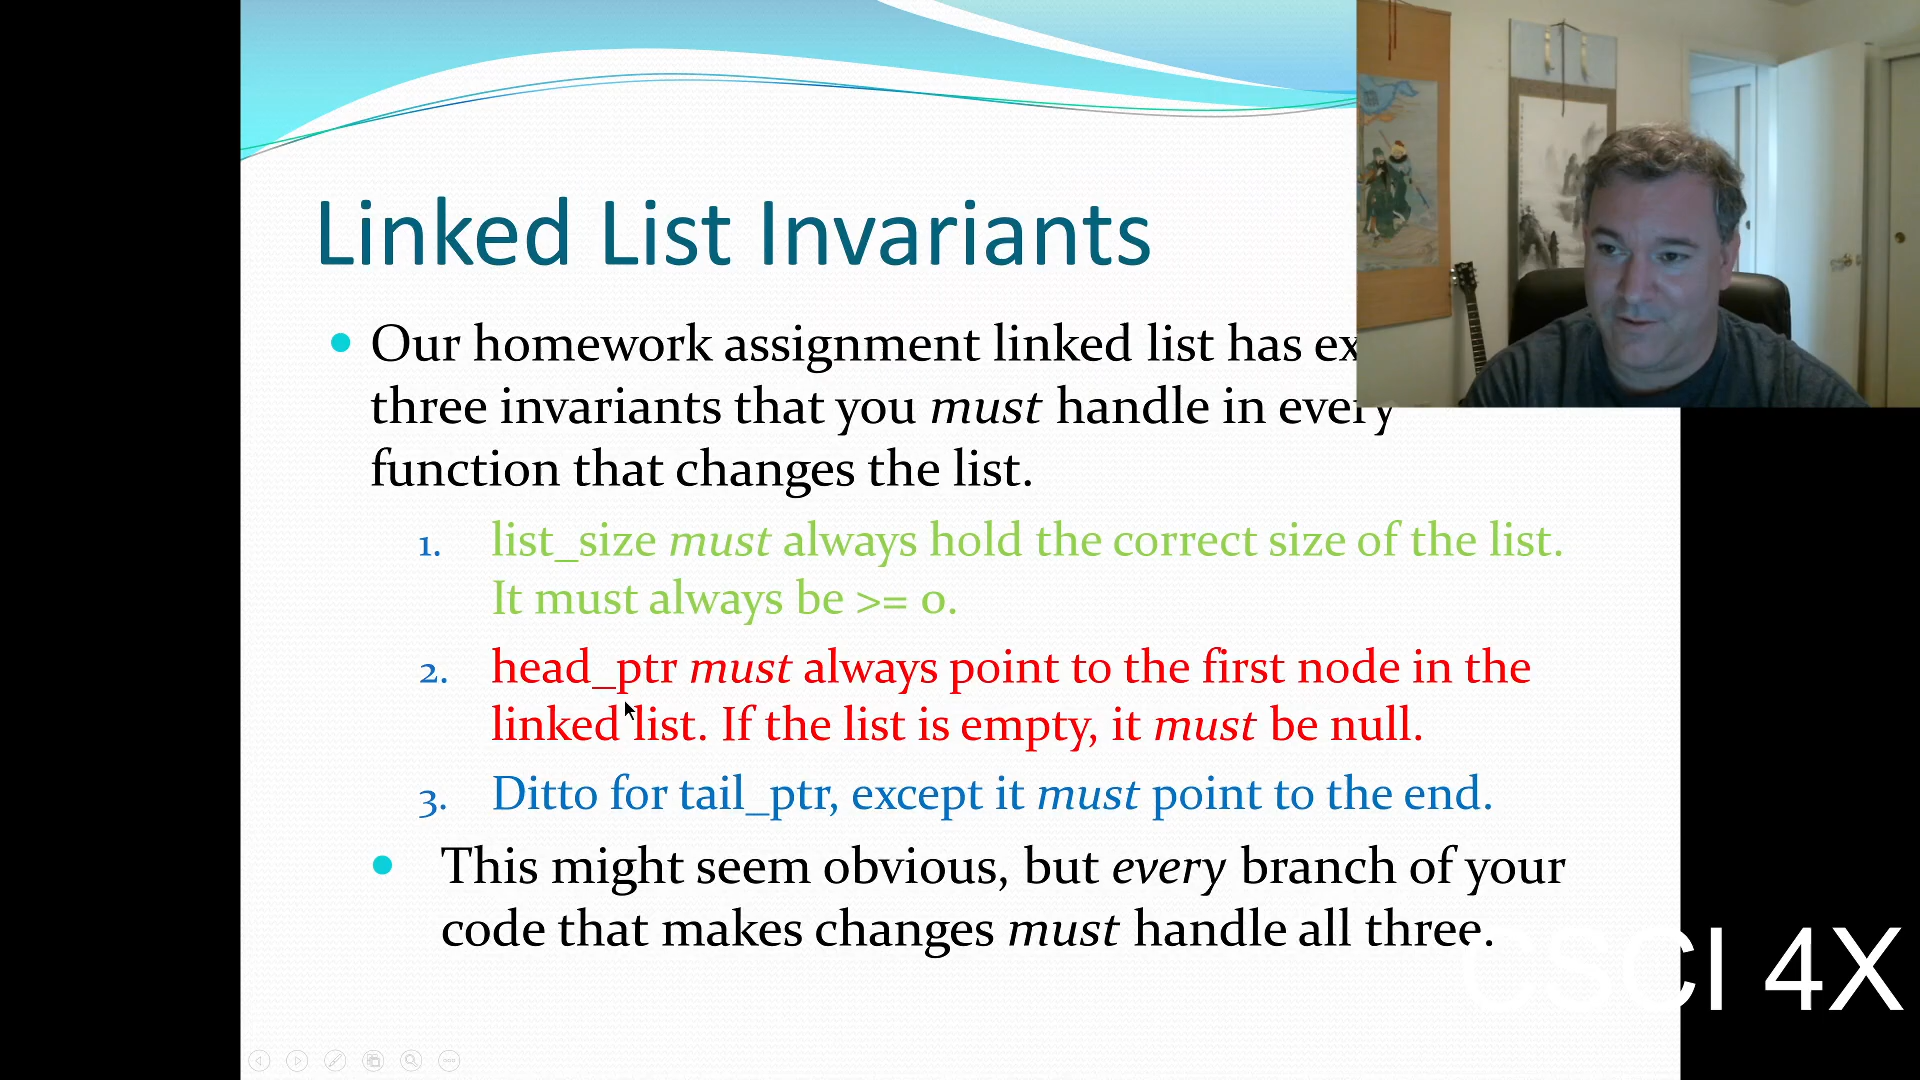 Linked List Invariants
• Our homework assignment linked list has
three invariants that you must handle in every
function that changes the list.
1. list_size must always hold the correct size of the list.
It must always be >= 0.
2. head_ptr must always point to the first node in the
linked list. If the list is empty, it must be null.
3. Ditto for tail_ptr, except it must point to the end.
• This might seem obvious, but every branch of your
code that makes changes must handle all three.
CSCI 4X